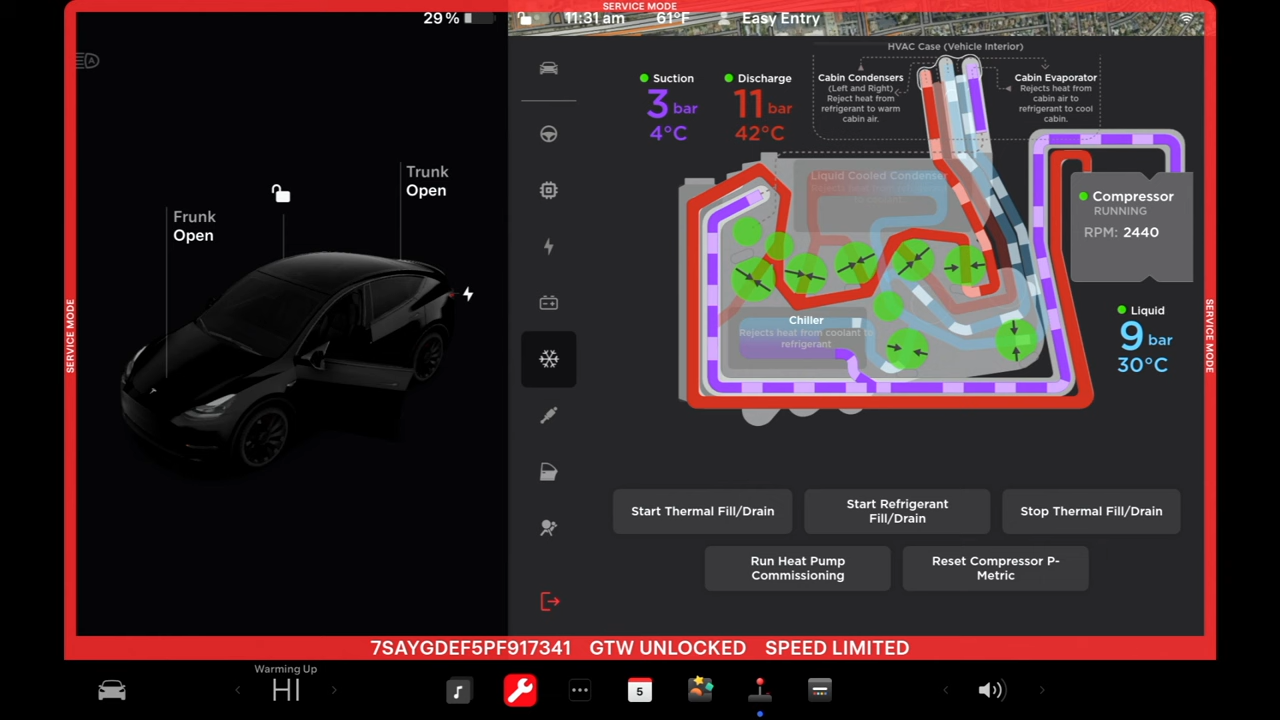 SERVICE MODE
29 %
11:31 am
61°F
Easy Entry
HVAC Case (Vehicle Interior)
Suction
3 bar
4°C
Discharge
11 bar
42°C
Cabin Condensers
(Left and Right)
Reject heat from
refrigerant to warm
cabin air.
Cabin Evaporator
Rejects heat from
cabin air to
refrigerant to cool
cabin.
Trunk
Open
Frunk
Open
Liquid Cooled Condenser
Compressor
RUNNING
RPM: 2440
Liquid
9 bar
30°C
Chiller
Rejects heat from coolant to
refrigerant
SERVICE MODE
SERVICE MODE
Start Thermal Fill/Drain
Start Refrigerant
Fill/Drain
Stop Thermal Fill/Drain
Run Heat Pump
Commissioning
Reset Compressor P-
Metric
7SAYGDEF5PF917341 GTW UNLOCKED SPEED LIMITED
Warming Up
HI
5